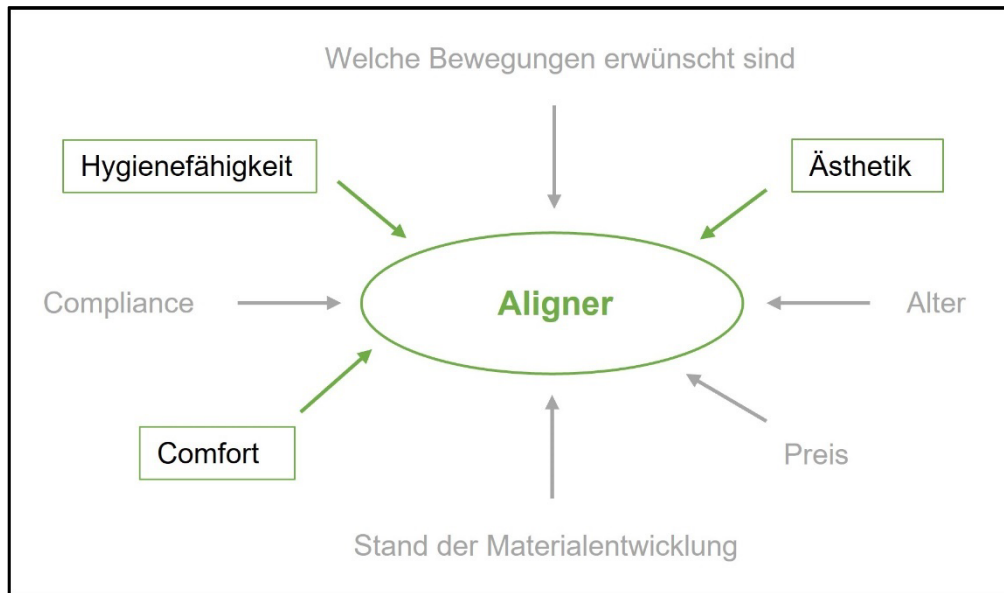 Welche Bewegungen erwünscht sind
Hygienefähigkeit
Ästhetik
Compliance
Aligner
Alter
Comfort
Preis
Stand der Materialentwicklung